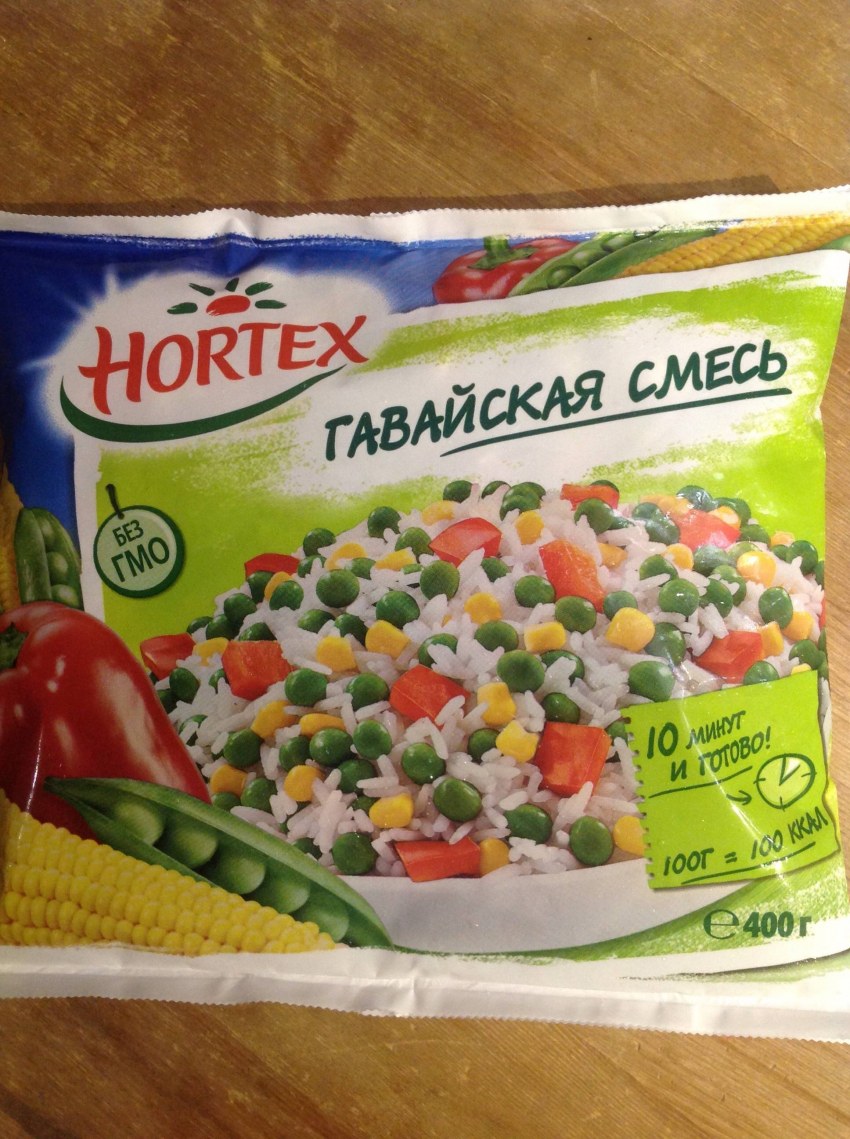 HORTEX
ГАВАЙСКАЯ СМЕСЬ
БЕЗ
ГМО
10 МИНУТ
И ГОТОВО!
100Г = 100 ККАЛ
℮ 400 г